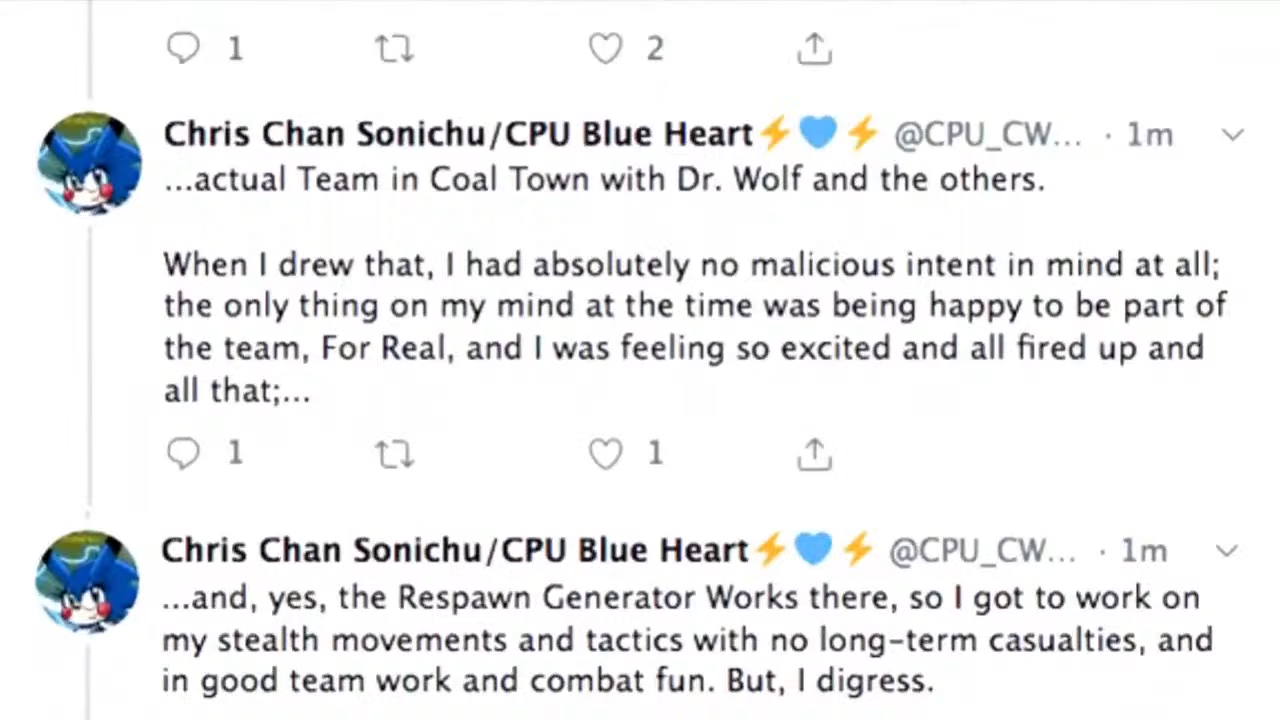 1 2
Chris Chan Sonichu/CPU Blue Heart⚡💙⚡ @CPU_CW... · 1m
...actual Team in Coal Town with Dr. Wolf and the others.
When I drew that, I had absolutely no malicious intent in mind at all;
the only thing on my mind at the time was being happy to be part of
the team, For Real, and I was feeling so excited and all fired up and
all that;...
1 1
Chris Chan Sonichu/CPU Blue Heart⚡💙⚡ @CPU_CW... · 1m
...and, yes, the Respawn Generator Works there, so I got to work on
my stealth movements and tactics with no long-term casualties, and
in good team work and combat fun. But, I digress.